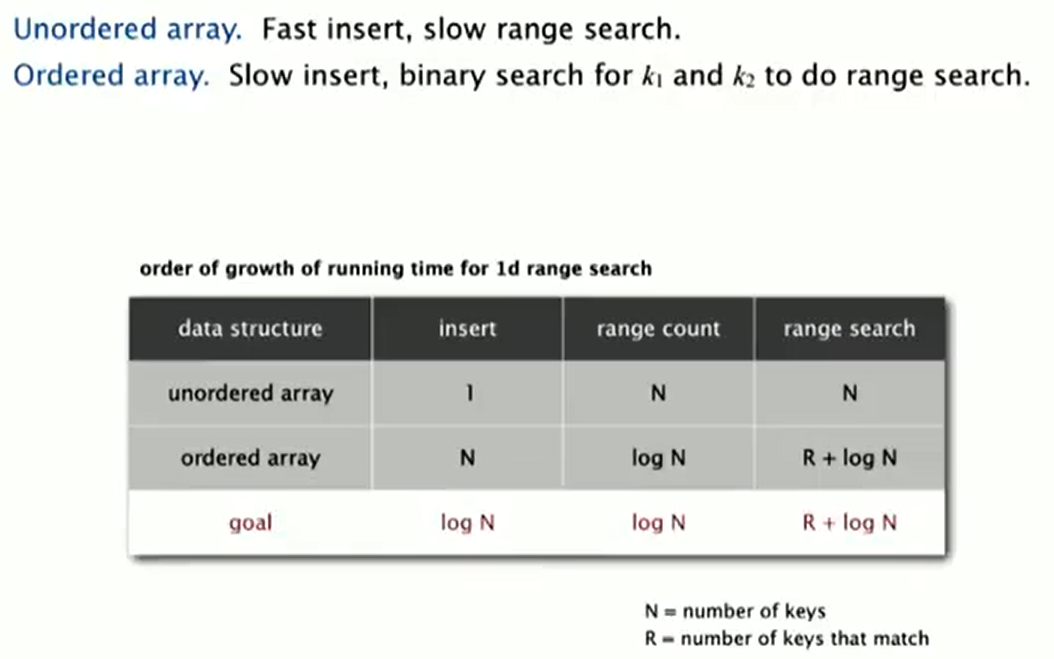 Unordered array. Fast insert, slow range search.
Ordered array. Slow insert, binary search for k₁ and k₂ to do range search.
order of growth of running time for 1d range search
data structure insert range count range search
unordered array 1 N N
ordered array N log N R + log N
goal log N log N R + log N
N = number of keys
R = number of keys that match